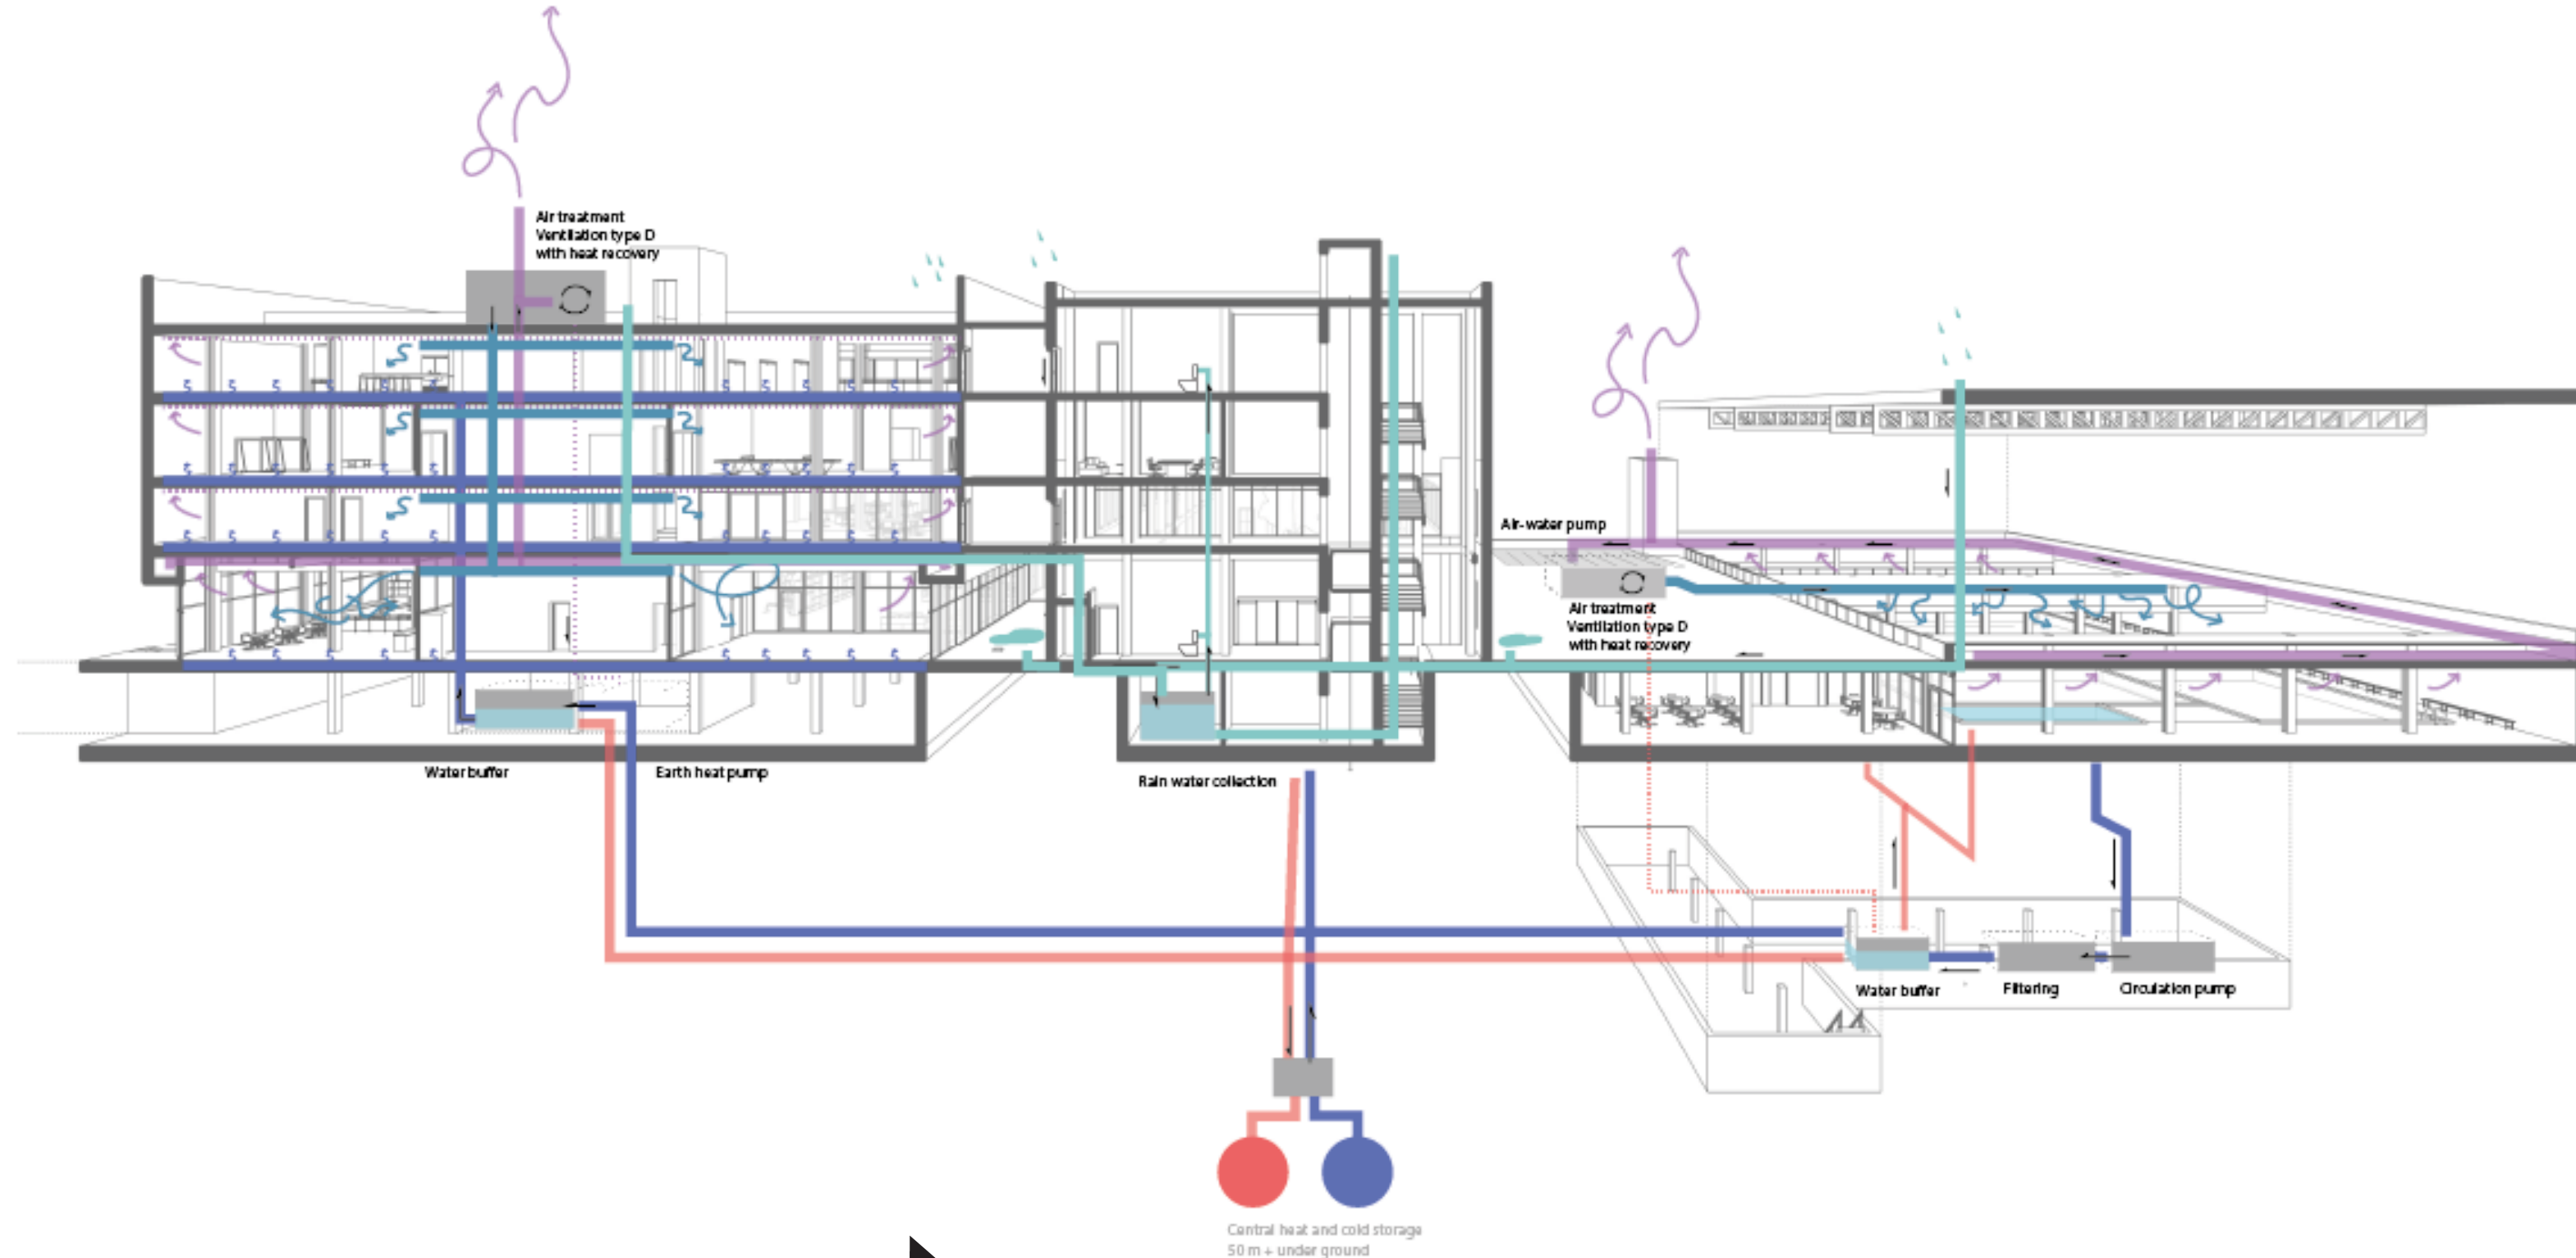 Air treatment
Ventilation type D
with heat recovery
Air-water pump
Air treatment
Ventilation type D
with heat recovery
Water buffer
Earth heat pump
Rain water collection
Water buffer
Filtering
Circulation pump
Central heat and cold storage
50 m + under ground